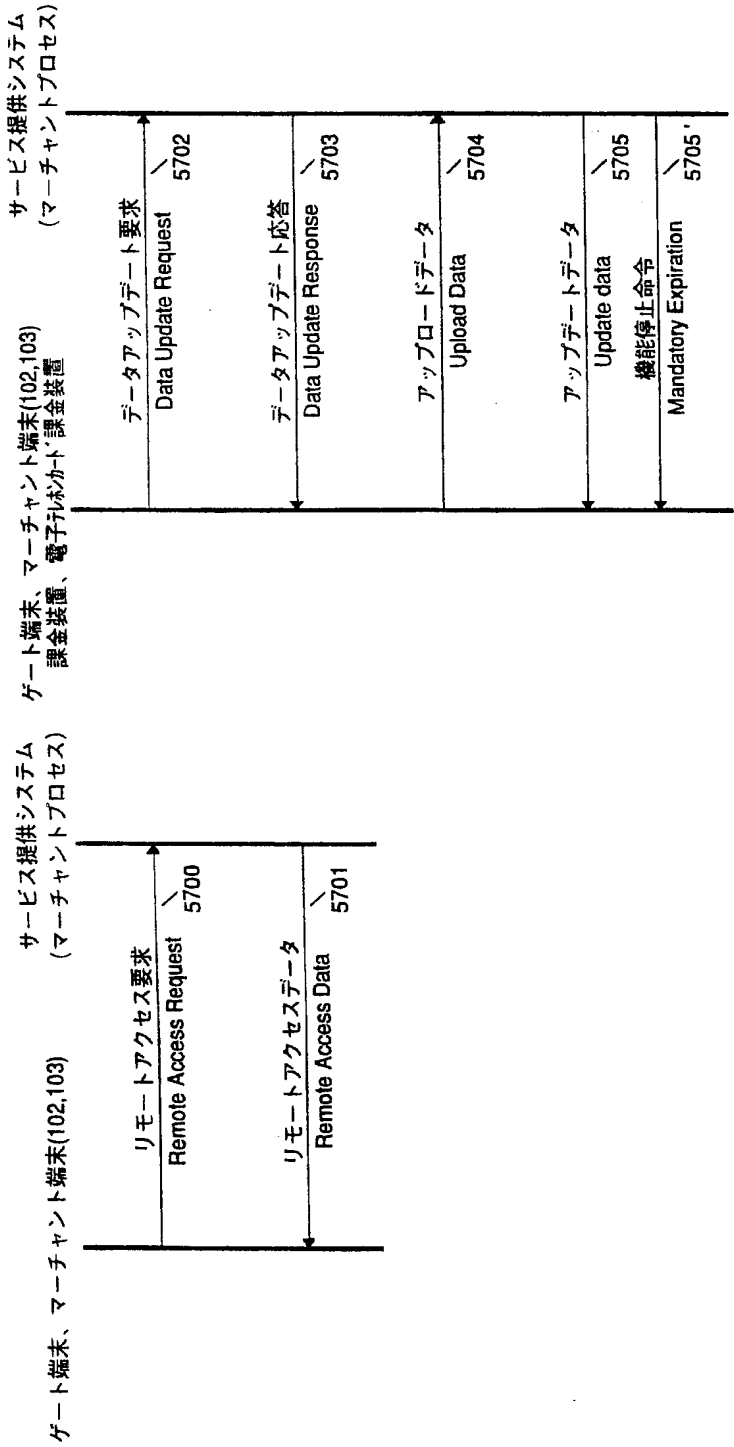 ゲート端末、マーチャント端末(102,103)
サービス提供システム
(マーチャントプロセス)
リモートアクセス要求
Remote Access Request
5700
リモートアクセスデータ
Remote Access Data
5701
ゲート端末、マーチャント端末(102,103)
課金装置、電子テレホンカード課金装置
サービス提供システム
(マーチャントプロセス)
データアップデート要求
Data Update Request
5702
データアップデート応答
Data Update Response
5703
アップロードデータ
Upload Data
5704
アップデートデータ
Update data
5705
機能停止命令
Mandatory Expiration
5705'